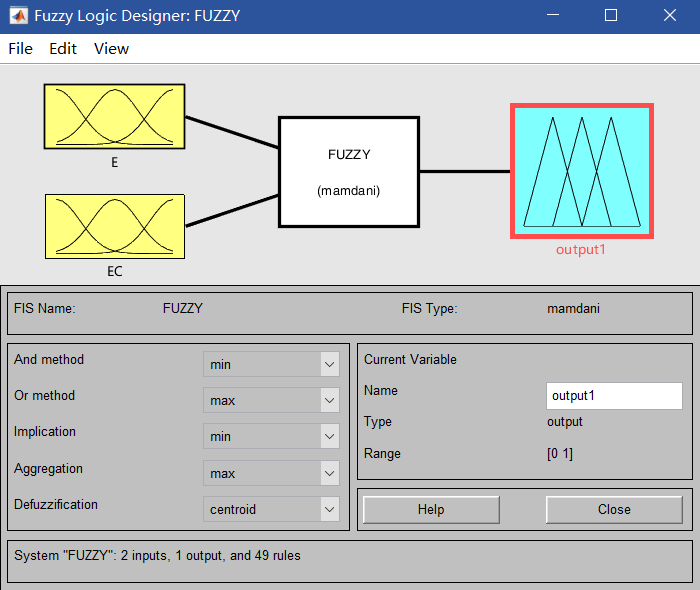 Fuzzy Logic Designer: FUZZY
File Edit View
E
EC
FUZZY
(mamdani)
output1
FIS Name: FUZZY FIS Type: mamdani
And method min
Or method max
Implication min
Aggregation max
Defuzzification centroid
Current Variable
Name output1
Type output
Range [0 1]
Help Close
System "FUZZY": 2 inputs, 1 output, and 49 rules